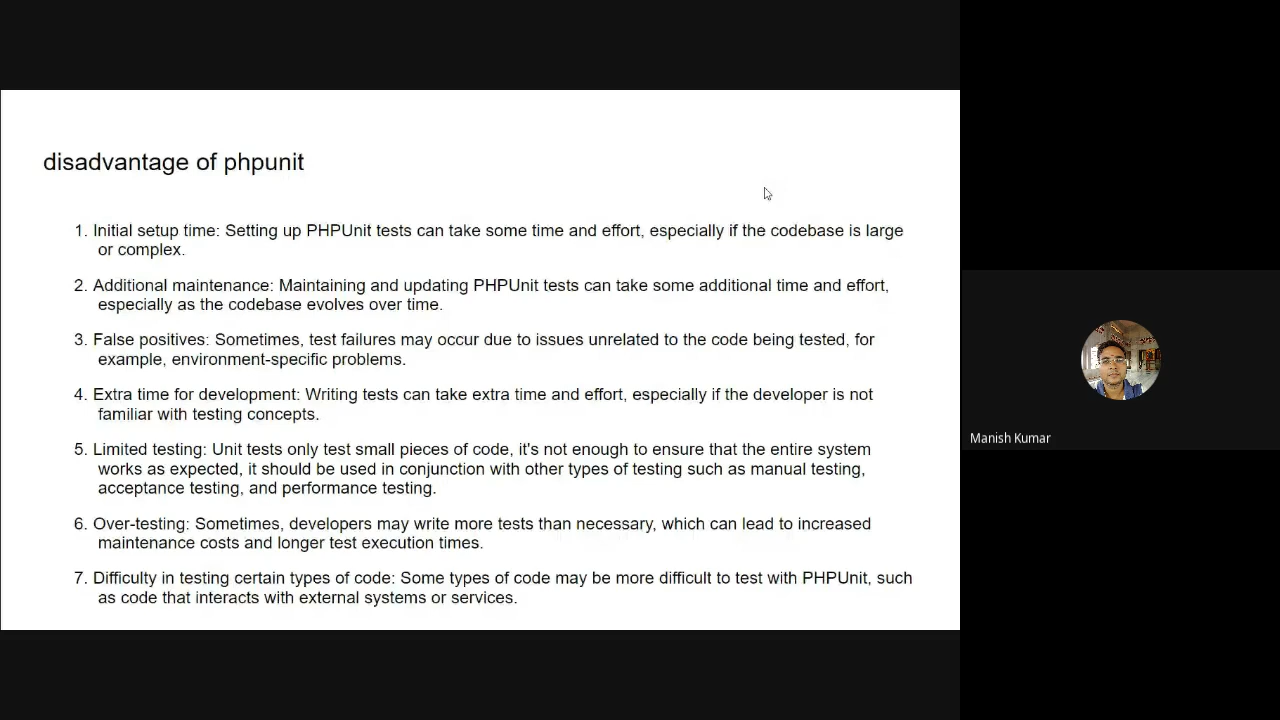 disadvantage of phpunit
1. Initial setup time: Setting up PHPUnit tests can take some time and effort, especially if the codebase is large
or complex.
2. Additional maintenance: Maintaining and updating PHPUnit tests can take some additional time and effort,
especially as the codebase evolves over time.
3. False positives: Sometimes, test failures may occur due to issues unrelated to the code being tested, for
example, environment-specific problems.
4. Extra time for development: Writing tests can take extra time and effort, especially if the developer is not
familiar with testing concepts.
5. Limited testing: Unit tests only test small pieces of code, it's not enough to ensure that the entire system
works as expected, it should be used in conjunction with other types of testing such as manual testing,
acceptance testing, and performance testing.
6. Over-testing: Sometimes, developers may write more tests than necessary, which can lead to increased
maintenance costs and longer test execution times.
7. Difficulty in testing certain types of code: Some types of code may be more difficult to test with PHPUnit, such
as code that interacts with external systems or services.
Manish Kumar